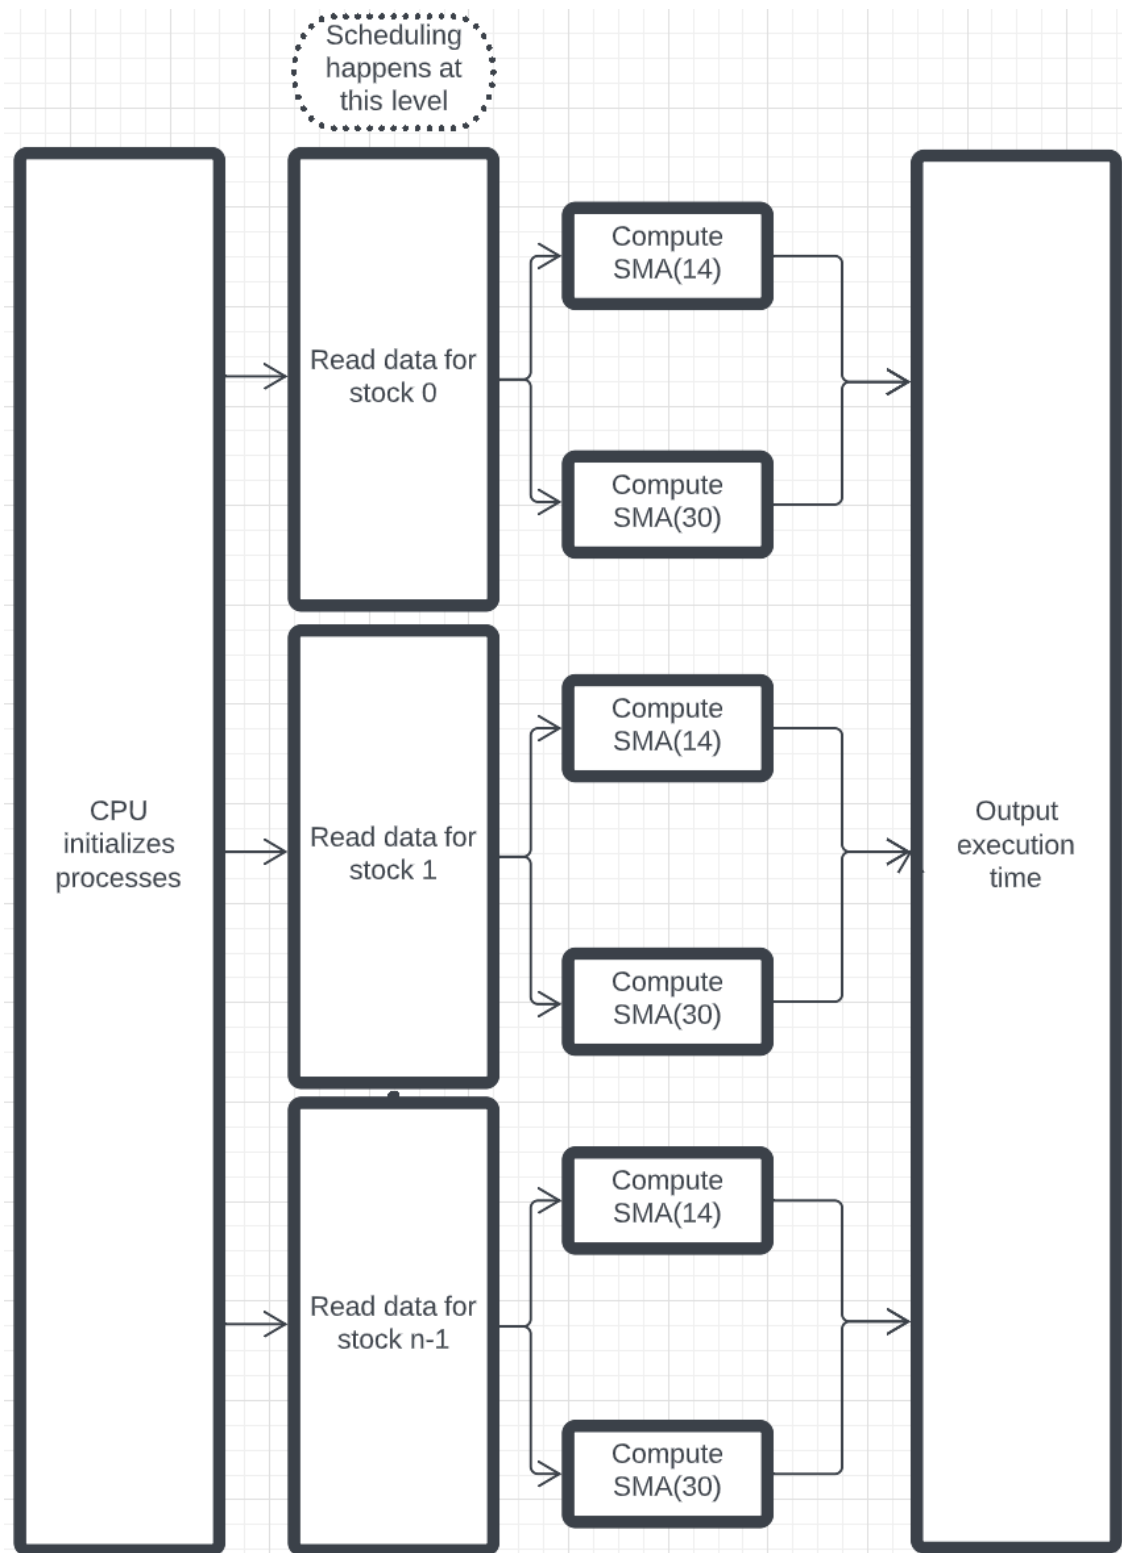 Scheduling
happens at
this level
CPU
initializes
processes
Read data for
stock 0
Compute
SMA(14)
Compute
SMA(30)
Read data for
stock 1
Compute
SMA(14)
Compute
SMA(30)
Read data for
stock n-1
Compute
SMA(14)
Compute
SMA(30)
Output
execution
time